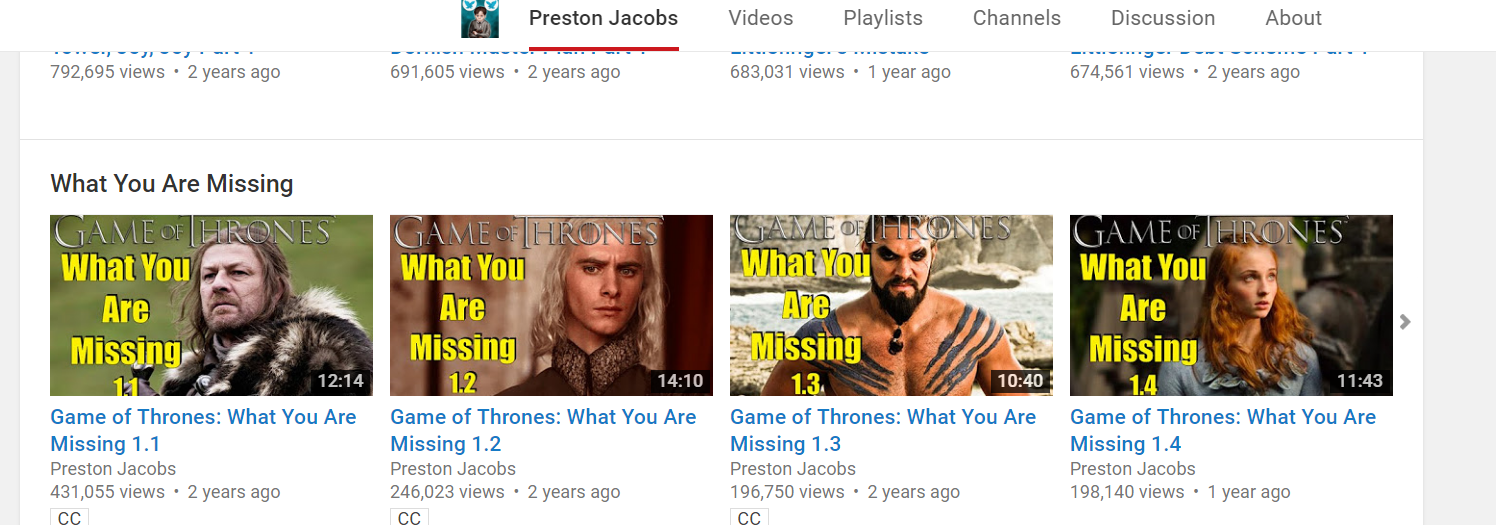 Preston Jacobs Videos Playlists Channels Discussion About
792,695 views • 2 years ago
691,605 views • 2 years ago
683,031 views • 1 year ago
674,561 views • 2 years ago
What You Are Missing
GAME OF THRONES
What You
Are
Missing
1.1
12:14
GAME OF THRONES
What You
Are
Missing
1.2
14:10
GAME OF THRONES
What You
Are
Missing
1.3
10:40
GAME OF THRONES
What You
Are
Missing
1.4
11:43
Game of Thrones: What You Are
Missing 1.1
Preston Jacobs
431,055 views • 2 years ago
CC
Game of Thrones: What You Are
Missing 1.2
Preston Jacobs
246,023 views • 2 years ago
CC
Game of Thrones: What You Are
Missing 1.3
Preston Jacobs
196,750 views • 2 years ago
CC
Game of Thrones: What You Are
Missing 1.4
Preston Jacobs
198,140 views • 1 year ago